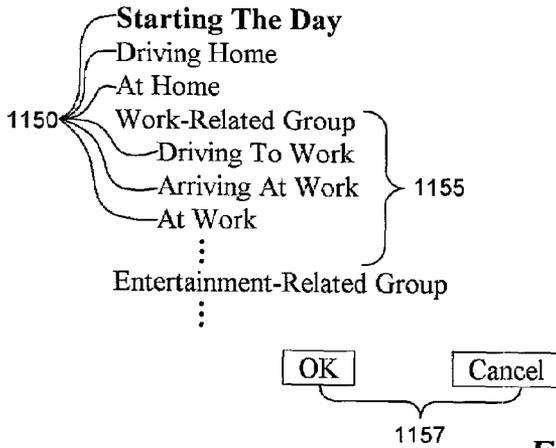 Starting The Day
Driving Home
At Home
1150
Work-Related Group
Driving To Work
Arriving At Work
1155
At Work
Entertainment-Related Group
OK Cancel
1157